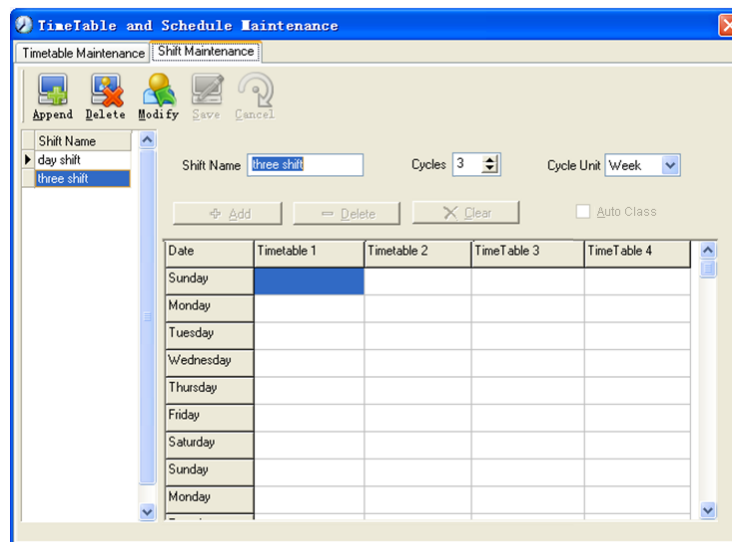 TimeTable and Schedule Maintenance
Timetable Maintenance Shift Maintenance
Append Delete Modify Save Cancel
Shift Name
day shift
three shift
Shift Name three shift Cycles 3 Cycle Unit Week
Add Delete Clear Auto Class
Date Timetable 1 Timetable 2 TimeTable 3 TimeTable 4
Sunday
Monday
Tuesday
Wednesday
Thursday
Friday
Saturday
Sunday
Monday